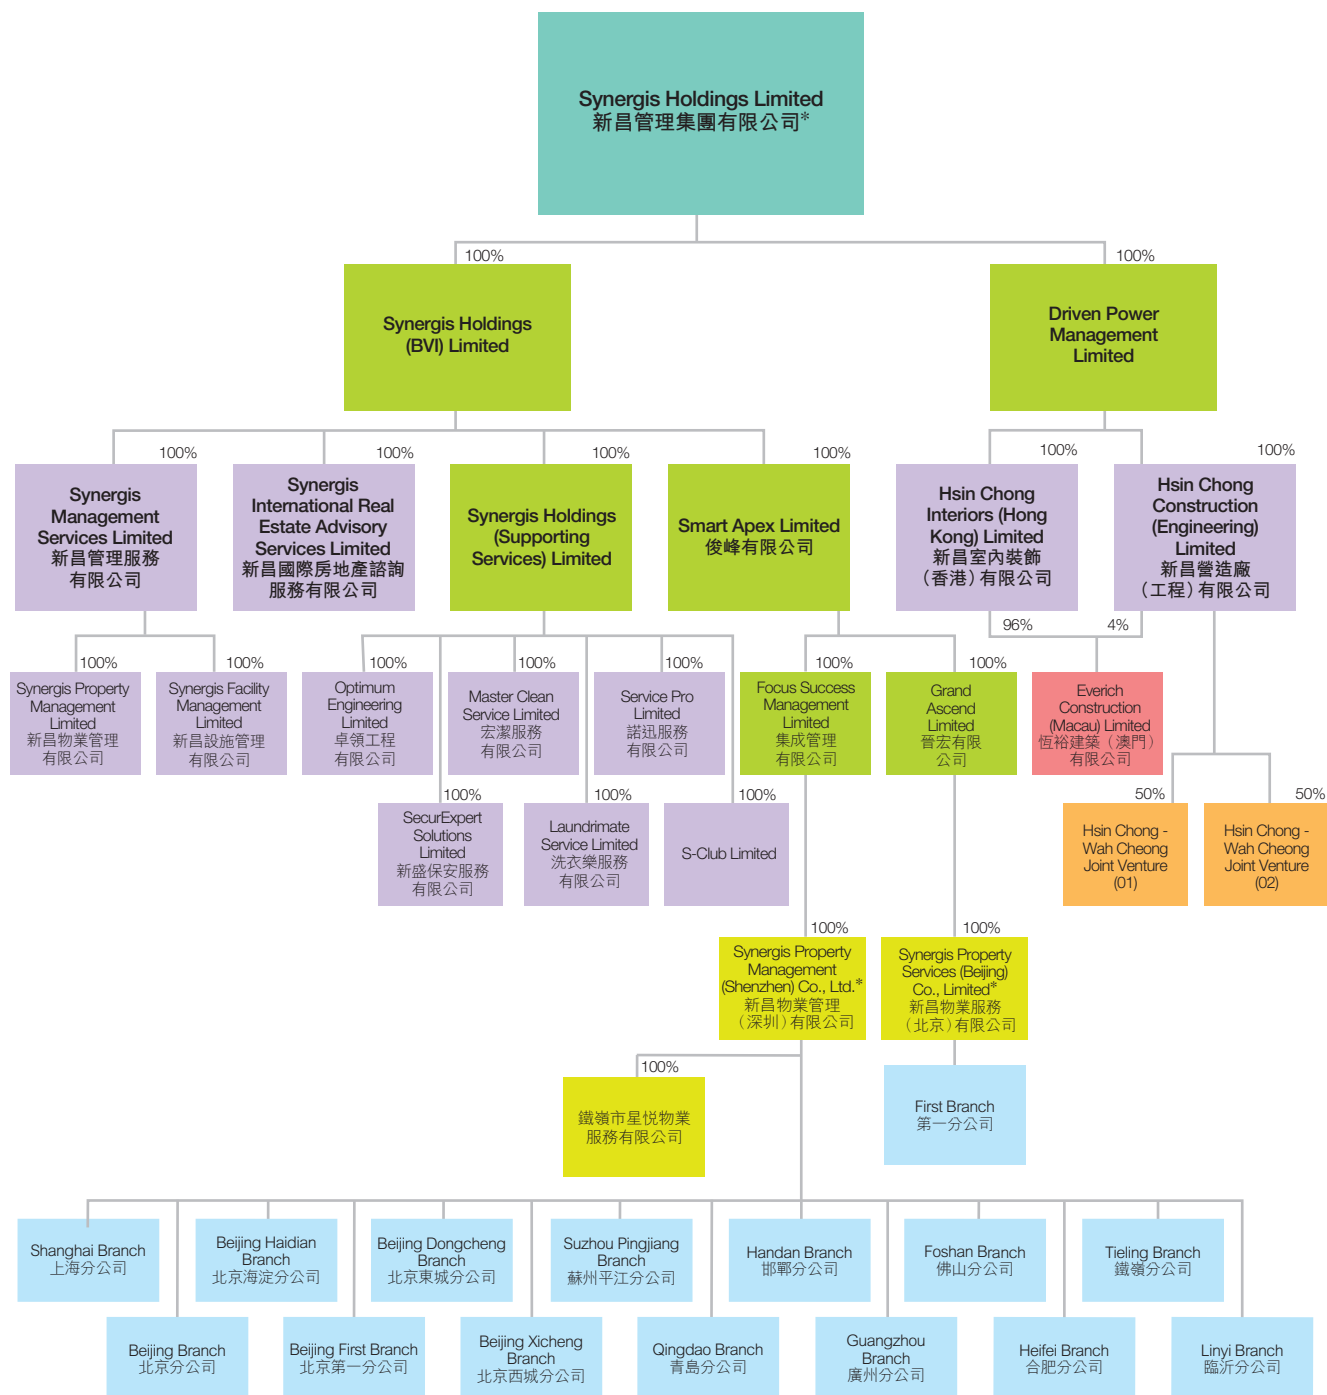 Synergis Holdings Limited
新昌管理集團有限公司*
100%
100%
Synergis Holdings
(BVI) Limited
Driven Power
Management
Limited
100%
100%
100%
100%
100%
100%
Synergis
Management
Services Limited
新昌管理服務
有限公司
Synergis
International Real
Estate Advisory
Services Limited
新昌國際房地產諮詢
服務有限公司
Synergis Holdings
(Supporting
Services) Limited
Smart Apex Limited
俊峰有限公司
Hsin Chong
Interiors (Hong
Kong) Limited
新昌室內裝飾
（香港）有限公司
Hsin Chong
Construction
(Engineering)
Limited
新昌營造廠
（工程）有限公司
96%
4%
100%
100%
100%
100%
100%
100%
100%
Synergis Property
Management
Limited
新昌物業管理
有限公司
Synergis Facility
Management
Limited
新昌設施管理
有限公司
Optimum
Engineering
Limited
卓領工程
有限公司
Master Clean
Service Limited
宏潔服務
有限公司
Service Pro
Limited
諾迅服務
有限公司
Focus Success
Management
Limited
集成管理
有限公司
Grand
Ascend
Limited
晉宏有限
公司
Everich
Construction
(Macau) Limited
恆裕建築（澳門）
有限公司
100%
100%
100%
50%
50%
SecurExpert
Solutions
Limited
新盛保安服務
有限公司
Laundrimate
Service Limited
洗衣樂服務
有限公司
S-Club Limited
Hsin Chong -
Wah Cheong
Joint Venture
(01)
Hsin Chong -
Wah Cheong
Joint Venture
(02)
100%
100%
Synergis Property
Management
(Shenzhen) Co., Ltd.*
新昌物業管理
（深圳）有限公司
Synergis Property
Services (Beijing)
Co., Limited*
新昌物業服務
（北京）有限公司
100%
鐵嶺市星悦物業
服務有限公司
First Branch
第一分公司
Shanghai Branch
上海分公司
Beijing Haidian
Branch
北京海淀分公司
Beijing Dongcheng
Branch
北京東城分公司
Suzhou Pingjiang
Branch
蘇州平江分公司
Handan Branch
邯鄲分公司
Foshan Branch
佛山分公司
Tieling Branch
鐵嶺分公司
Beijing Branch
北京分公司
Beijing First Branch
北京第一分公司
Beijing Xicheng
Branch
北京西城分公司
Qingdao Branch
青島分公司
Guangzhou
Branch
廣州分公司
Heifei Branch
合肥分公司
Linyi Branch
臨沂分公司